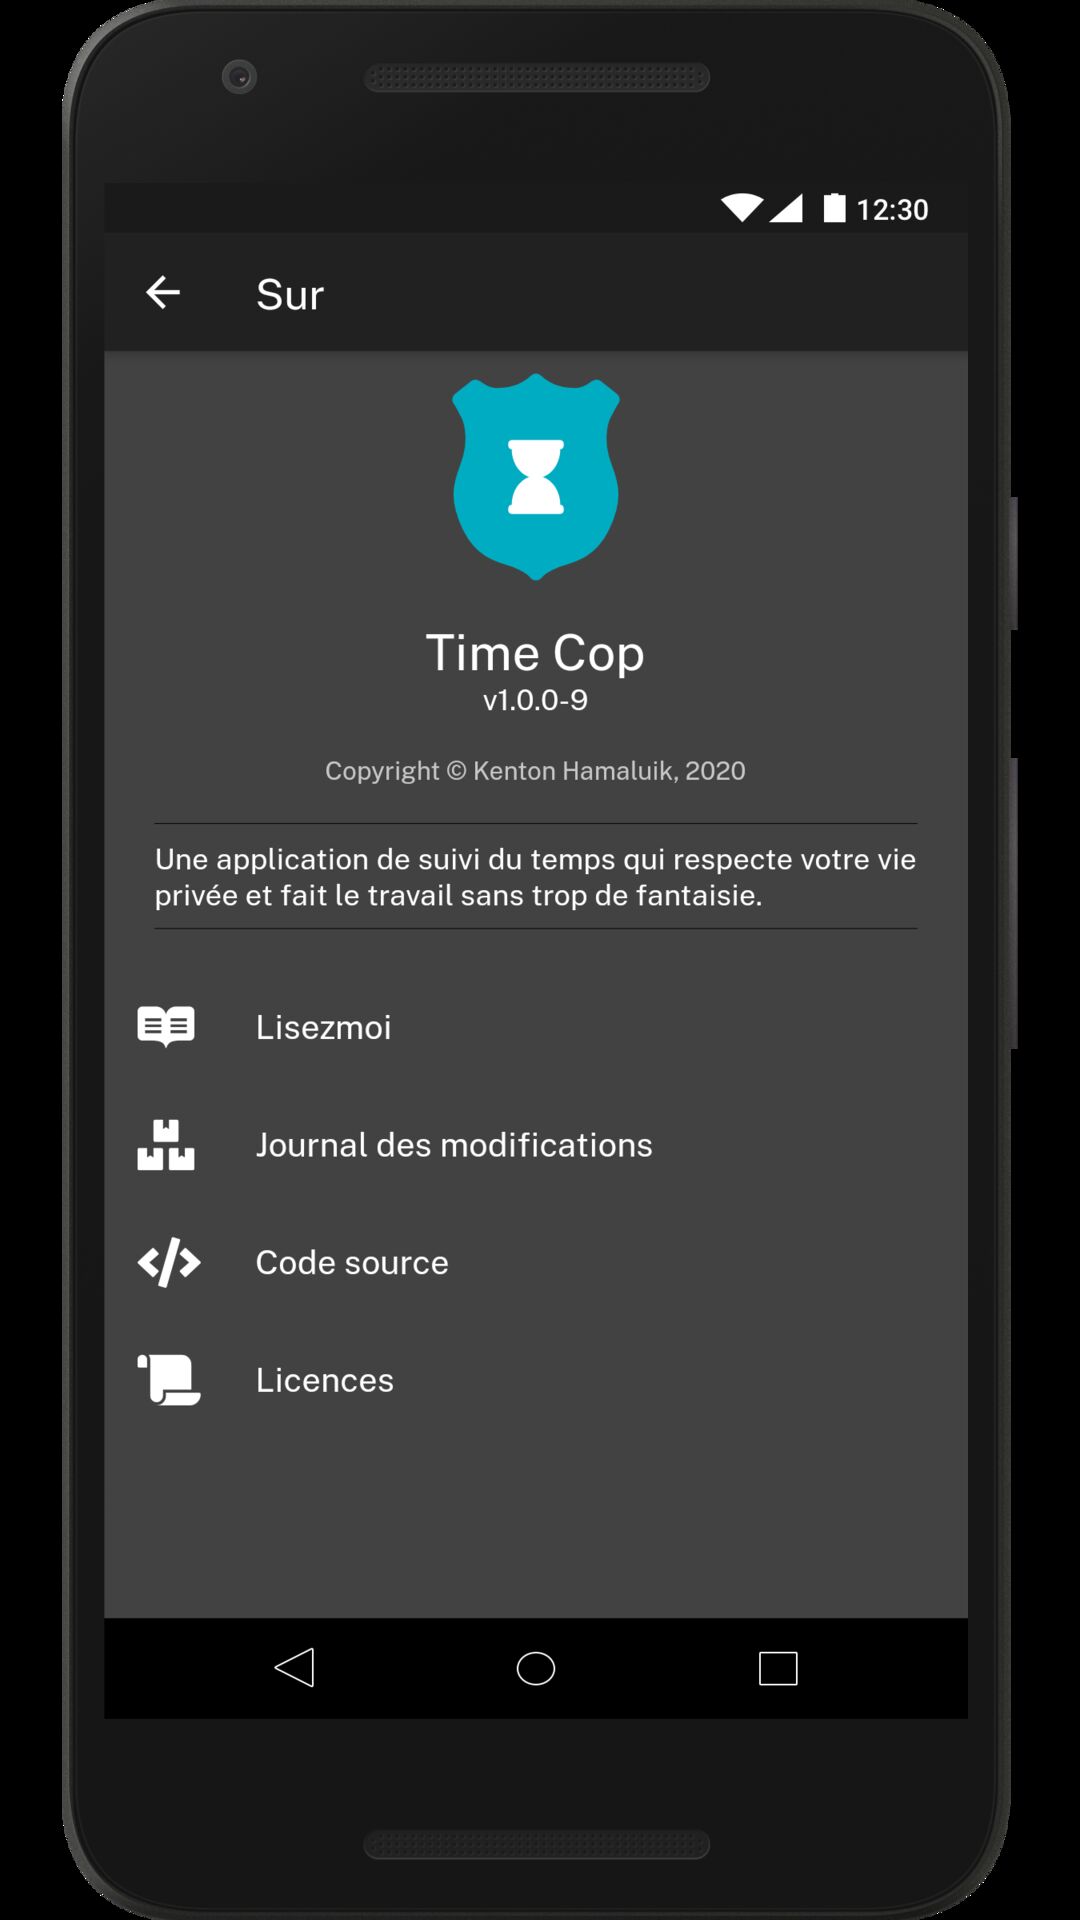 12:30
Sur
Time Cop
v1.0.0-9
Copyright © Kenton Hamaluik, 2020
Une application de suivi du temps qui respecte votre vie
privée et fait le travail sans trop de fantaisie.
Lisezmoi
Journal des modifications
Code source
Licences